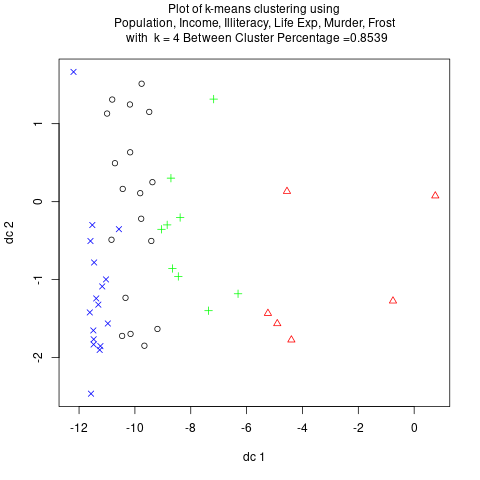 Plot of k-means clustering using
Population, Income, Illiteracy, Life Exp, Murder, Frost
with  k = 4 Between Cluster Percentage =0.8539
1
0
-1
-2
dc 2
-12 -10 -8 -6 -4 -2 0
dc 1